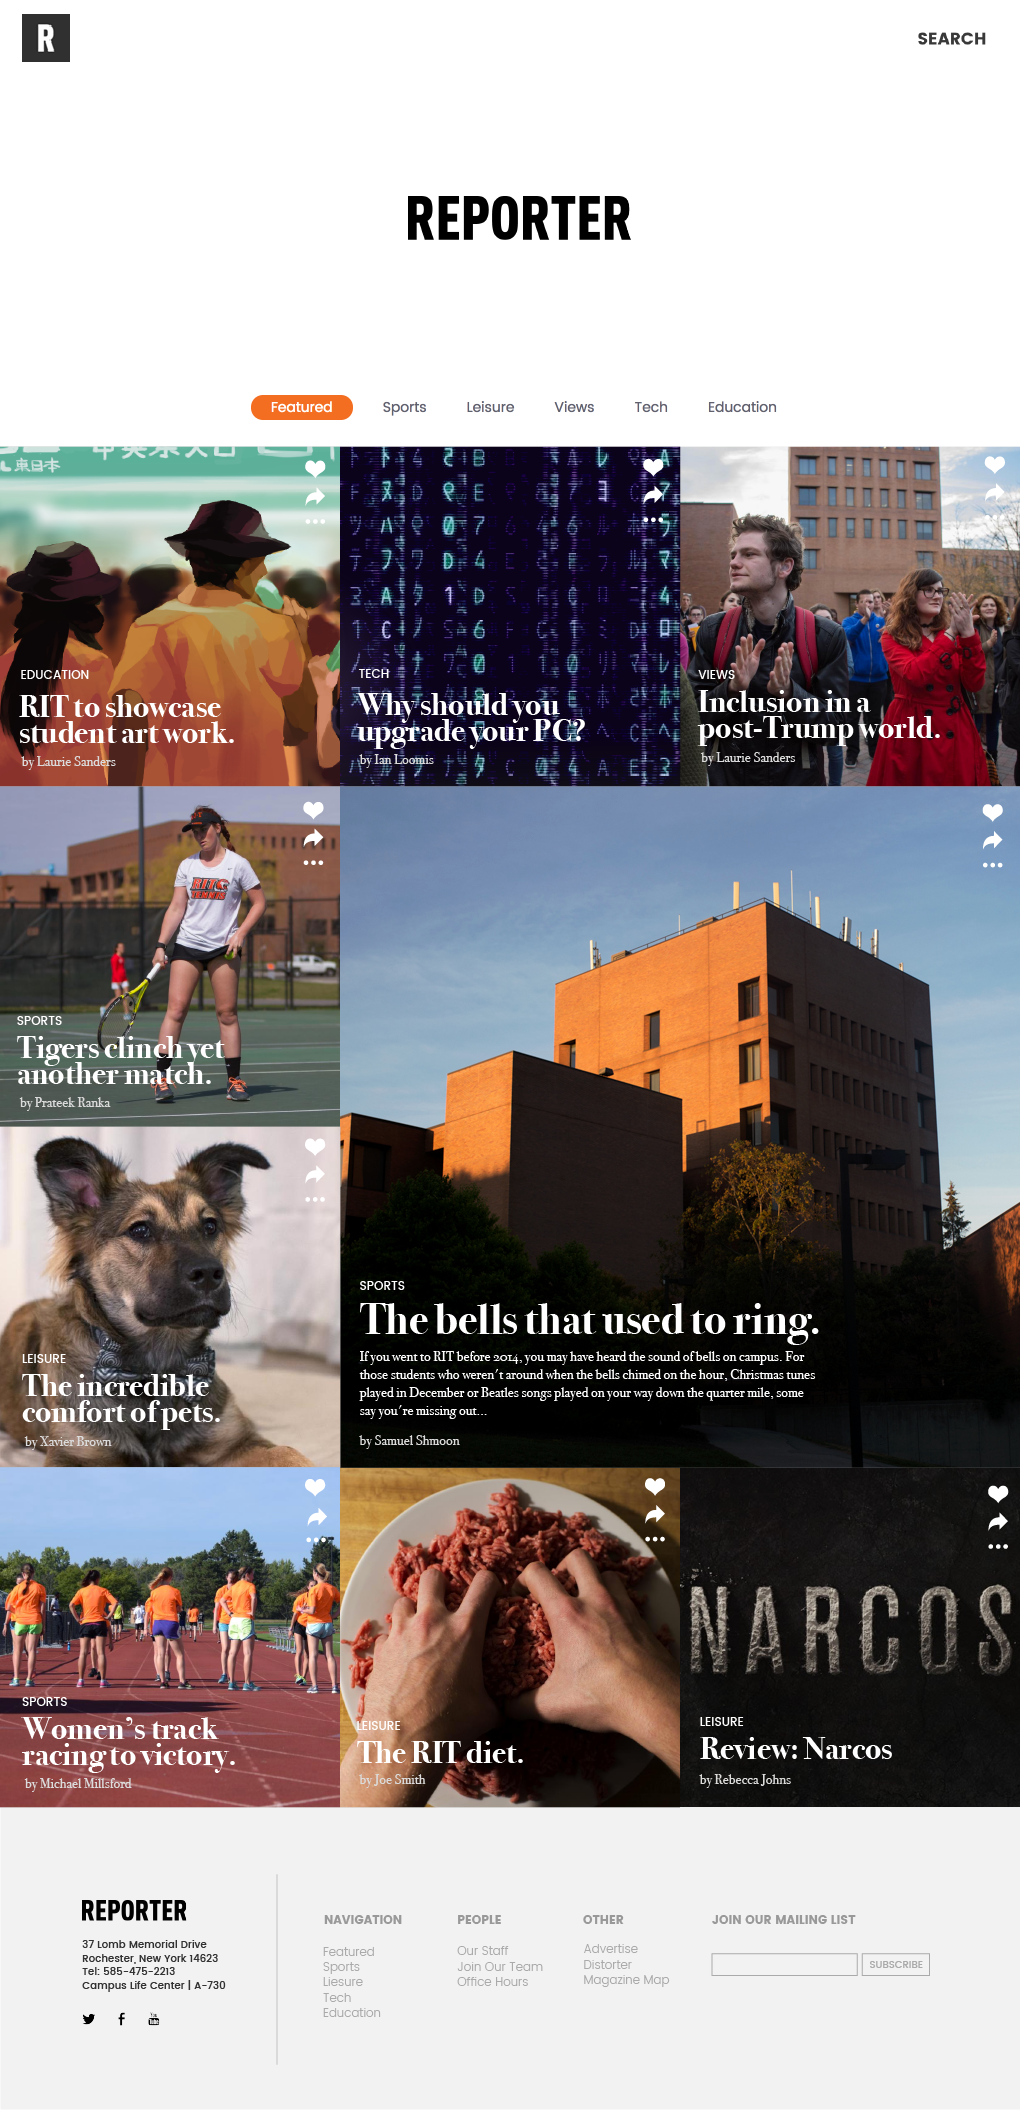 R
SEARCH
REPORTER
Featured
Sports
Leisure
Views
Tech
Education
東日本
EDUCATION
RIT to showcase
student art work.
by Laurie Sanders
TECH
Why should you
upgrade your PC?
by Ian Loomis
VIEWS
Inclusion in a
post-Trump world.
by Laurie Sanders
RIT
TENNIS
SPORTS
Tigers clinch yet
another match.
by Prateek Ranka
LEISURE
The incredible
comfort of pets.
by Xavier Brown
SPORTS
The bells that used to ring.
If you went to RIT before 2014, you may have heard the sound of bells on campus. For
those students who weren't around when the bells chimed on the hour, Christmas tunes
played in December or Beatles songs played on your way down the quarter mile, some
say you're missing out...
by Samuel Shmoon
SPORTS
Women's track
racing to victory.
by Michael Millsford
LEISURE
The RIT diet.
by Joe Smith
NARCOS
LEISURE
Review: Narcos
by Rebecca Johns
REPORTER
37 Lomb Memorial Drive
Rochester, New York 14623
Tel: 585-475-2213
Campus Life Center | A-730
NAVIGATION
Featured
Sports
Liesure
Tech
Education
PEOPLE
Our Staff
Join Our Team
Office Hours
OTHER
Advertise
Distorter
Magazine Map
JOIN OUR MAILING LIST
SUBSCRIBE